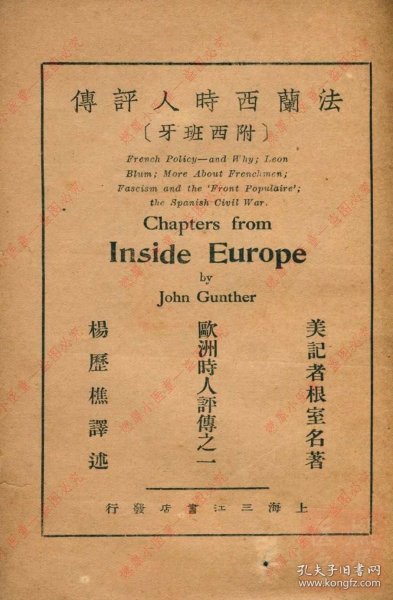 法蘭西時人評傳
〔附西班牙〕
French Policy—and Why; Leon
Blum; More About Frenchmen;
Fascism and the 'Front Populaire';
the Spanish Civil War.
Chapters from
Inside Europe
by
John Gunther
美記者根室名著
歐洲時人評傳之一
楊歷樵譯述
上海三江書店發行
孔夫子旧书网
www.kongfz.com